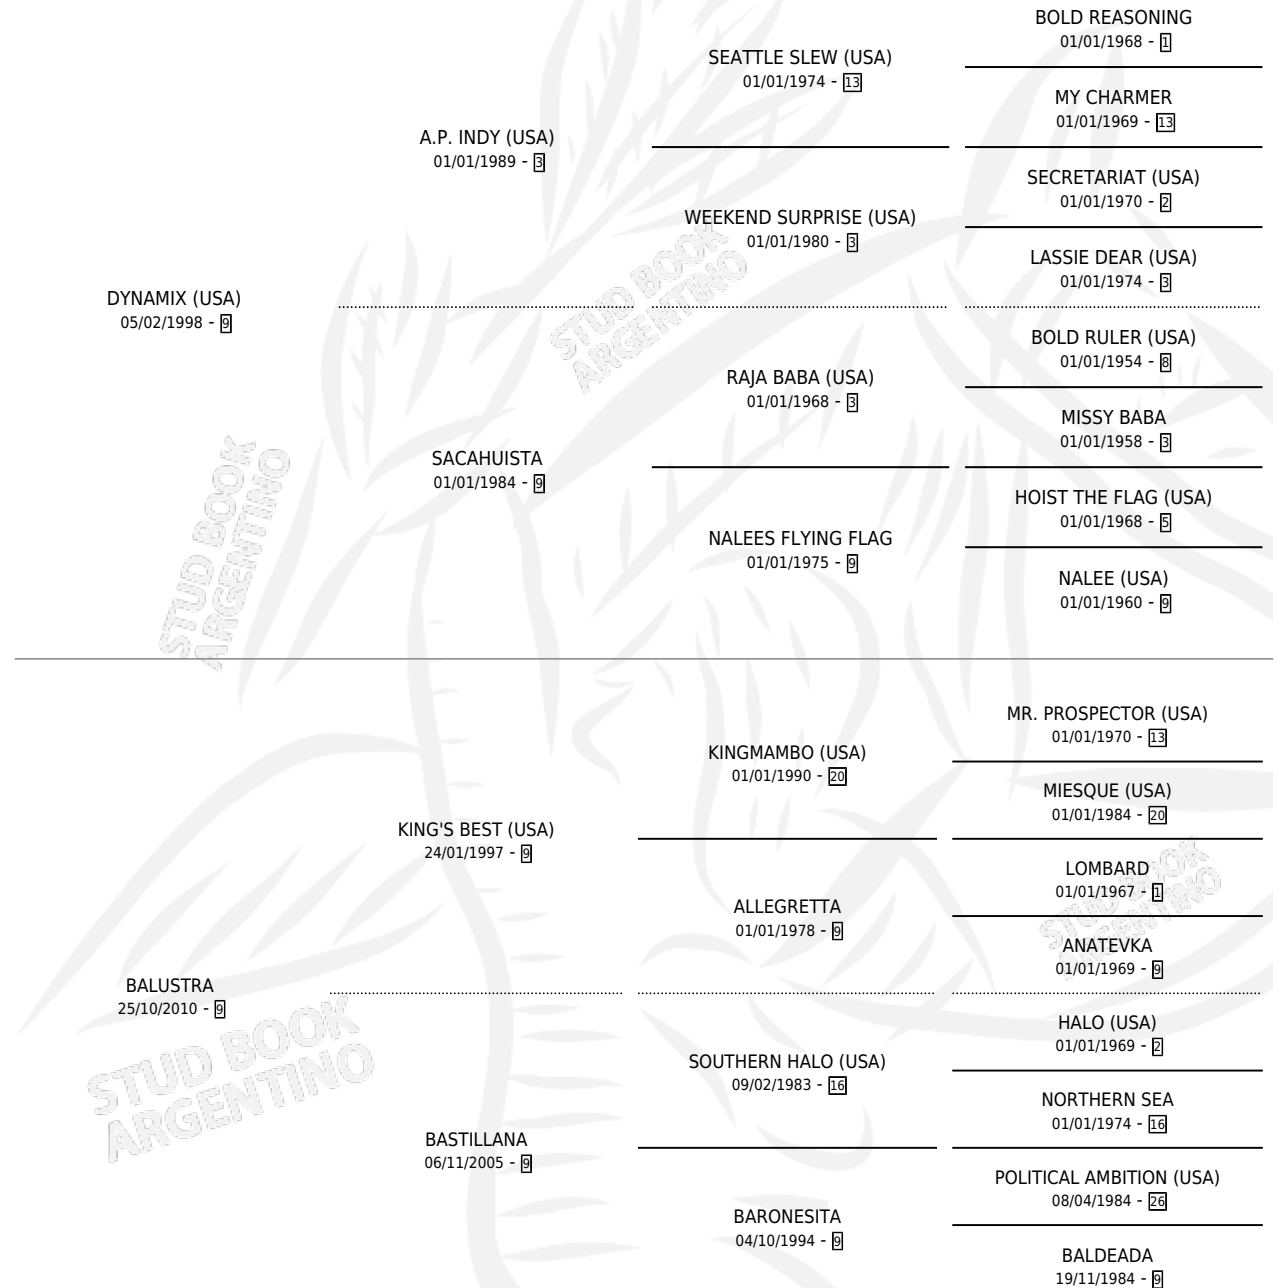 BOLD REASONING
01/01/1968 - 1
SEATTLE SLEW (USA)
01/01/1974 - 13
MY CHARMER
01/01/1969 - 13
A.P. INDY (USA)
01/01/1989 - 3
SECRETARIAT (USA)
01/01/1970 - 2
WEEKEND SURPRISE (USA)
01/01/1980 - 3
LASSIE DEAR (USA)
01/01/1974 - 3
DYNAMIX (USA)
05/02/1998 - 9
BOLD RULER (USA)
01/01/1954 - 8
RAJA BABA (USA)
01/01/1968 - 3
MISSY BABA
01/01/1958 - 3
SACAHUISTA
01/01/1984 - 9
HOIST THE FLAG (USA)
01/01/1968 - 5
NALEES FLYING FLAG
01/01/1975 - 9
NALEE (USA)
01/01/1960 - 9
STUD BOOK
ARGENTINO
STUD BOOK
ARGENTINO
MR. PROSPECTOR (USA)
01/01/1970 - 13
KINGMAMBO (USA)
01/01/1990 - 20
MIESQUE (USA)
01/01/1984 - 20
KING'S BEST (USA)
24/01/1997 - 9
LOMBARD
01/01/1967 - 1
ALLEGRETTA
01/01/1978 - 9
ANATEVKA
01/01/1969 - 9
BALUSTRA
25/10/2010 - 9
HALO (USA)
01/01/1969 - 2
SOUTHERN HALO (USA)
09/02/1983 - 16
NORTHERN SEA
01/01/1974 - 16
BASTILLANA
06/11/2005 - 9
POLITICAL AMBITION (USA)
08/04/1984 - 26
BARONESITA
04/10/1994 - 9
BALDEADA
19/11/1984 - 9
STUD BOOK
ARGENTINO
STUD BOOK
ARGENTINO